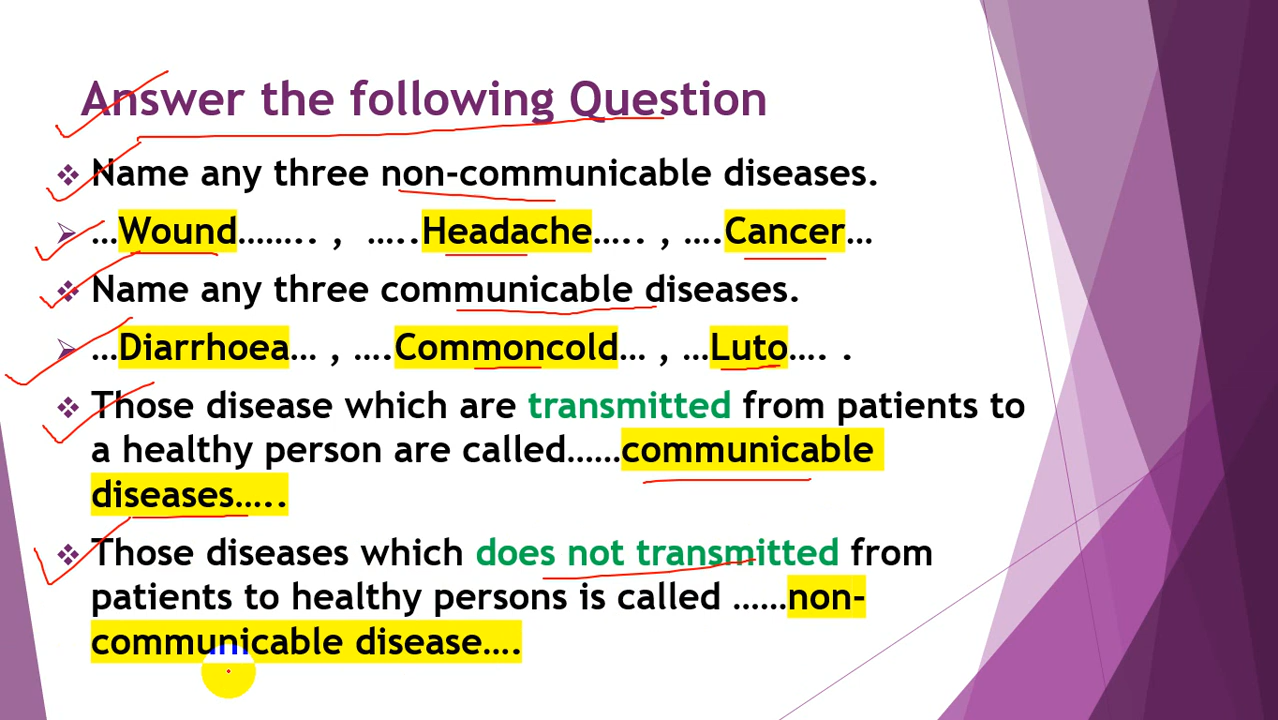 Answer the following Question
❖ Name any three non-communicable diseases.
➢ …Wound…….. , …..Headache….. , ….Cancer…
❖ Name any three communicable diseases.
➢ …Diarrhoea… , ….Commoncold… , …Luto…. .
❖ Those disease which are transmitted from patients to
a healthy person are called……communicable
diseases…..
❖ Those diseases which does not transmitted from
patients to healthy persons is called ……non-
communicable disease….